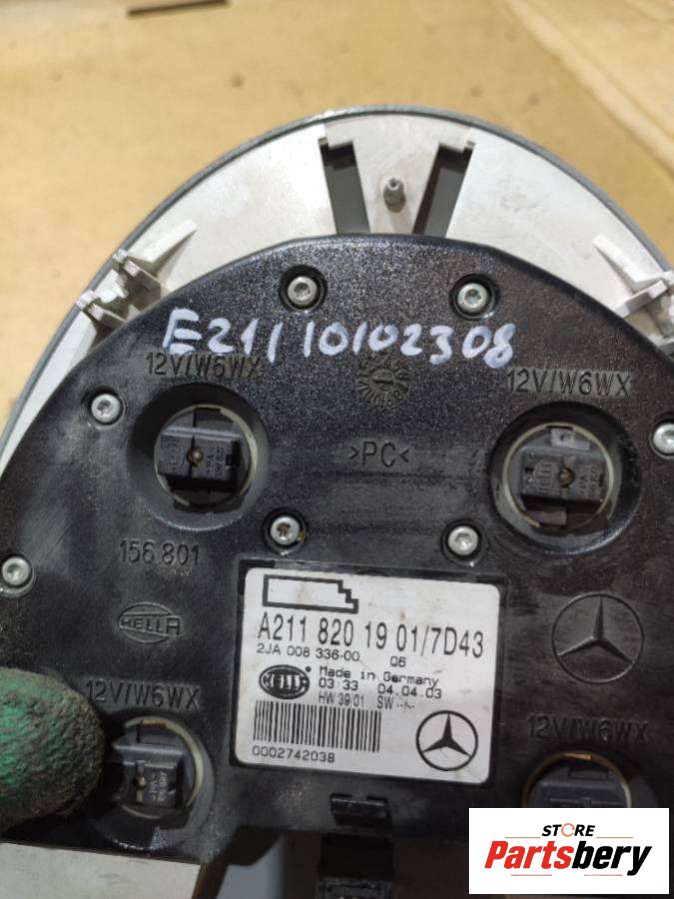 E211 10102308
12V/W6WX
12V/W6WX
>PC<
156 801
HELLA
A211 820 19 01/7D43
2JA 008 336-00 06
Made in Germany
HELLA
03:33 04.04.03
HW 39/01 SW --/--
0002742038
12V/W6WX
12V/W6WX
STORE
Partsbery